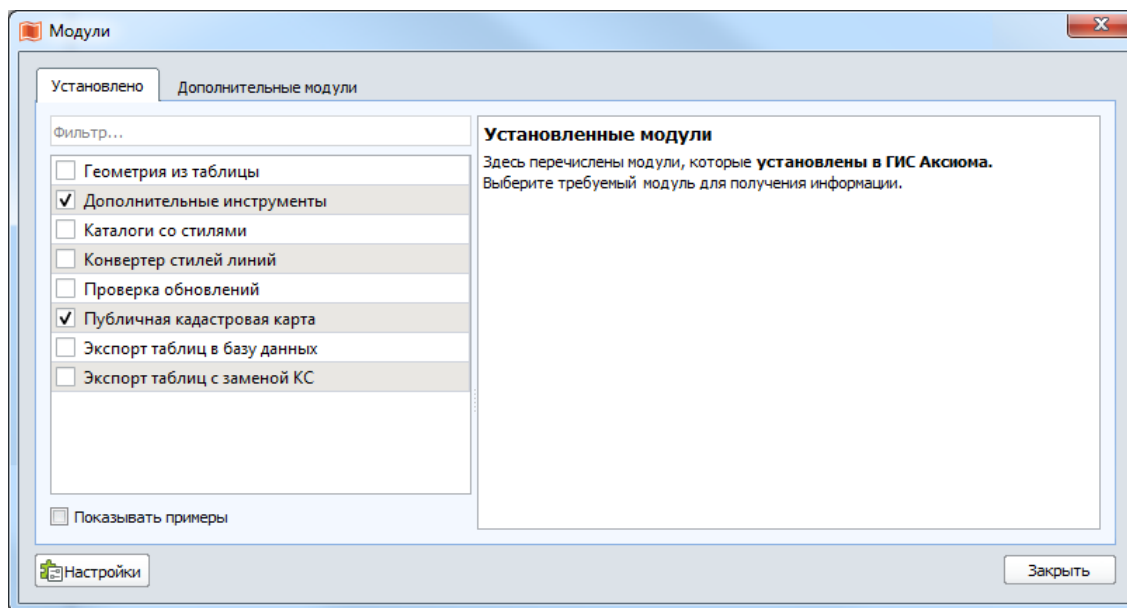 Модули
Установлено
Дополнительные модули
Фильтр...
Геометрия из таблицы
Дополнительные инструменты
Каталоги со стилями
Конвертер стилей линий
Проверка обновлений
Публичная кадастровая карта
Экспорт таблиц в базу данных
Экспорт таблиц с заменой КС
Показывать примеры
Установленные модули
Здесь перечислены модули, которые установлены в ГИС Аксиома.
Выберите требуемый модуль для получения информации.
Настройки
Закрыть